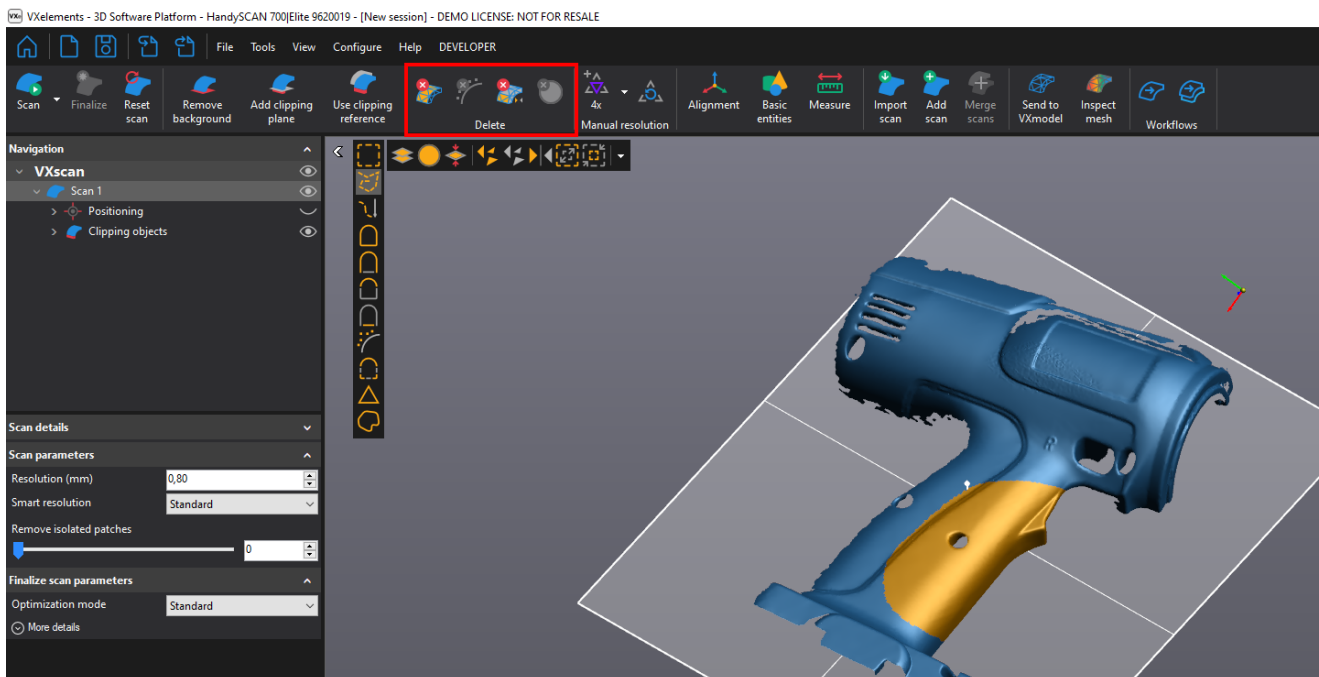 VXelements - 3D Software Platform - HandySCAN 700|Elite 9620019 - [New session] - DEMO LICENSE: NOT FOR RESALE
File Tools View Configure Help DEVELOPER
Scan
Finalize
Reset
scan
Remove
background
Add clipping
plane
Use clipping
reference
Delete
4x
Manual resolution
Alignment
Basic
entities
Measure
Import
scan
Add
scan
Merge
scans
Send to
VXmodel
Inspect
mesh
Workflows
Navigation
VXscan
Scan 1
Positioning
Clipping objects
Scan details
Scan parameters
Resolution (mm) 0,80
Smart resolution Standard
Remove isolated patches
0
Finalize scan parameters
Optimization mode Standard
More details